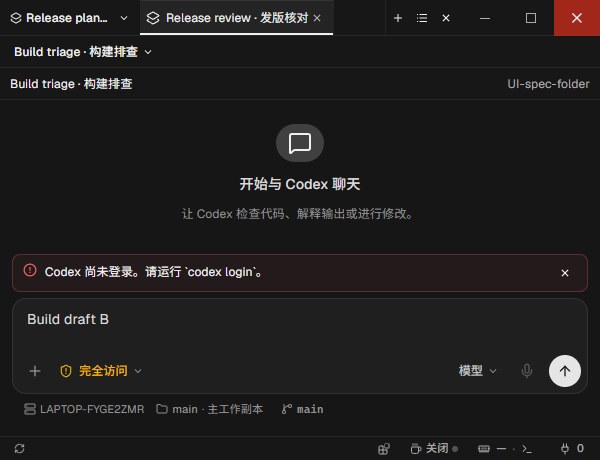 Release plan...
Release review · 发版核对
Build triage · 构建排查
Build triage · 构建排查
UI-spec-folder
开始与 Codex 聊天
让 Codex 检查代码、解释输出或进行修改。
Codex 尚未登录。请运行 `codex login`。
Build draft B
完全访问
模型
LAPTOP-FYGE2ZMR
main · 主工作副本
main
关闭
— ·
0